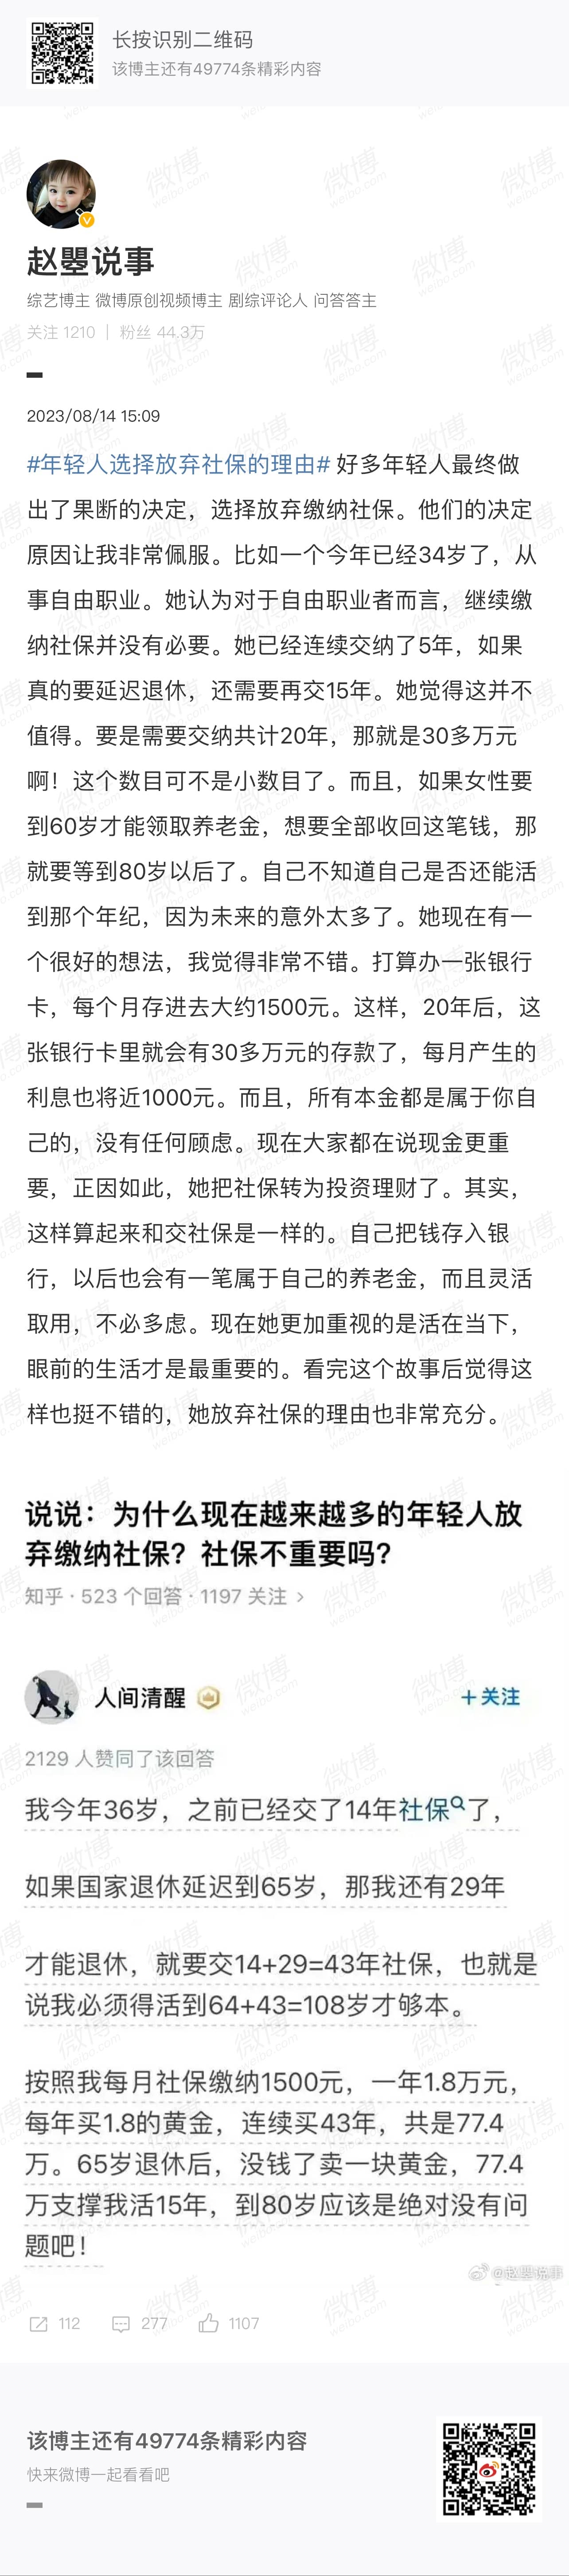 长按识别二维码
该博主还有49774条精彩内容
赵曌说事
综艺博主 微博原创视频博主 剧综评论人 问答答主
关注 1210 | 粉丝 44.3万
2023/08/14 15:09
#年轻人选择放弃社保的理由# 好多年轻人最终做
出了果断的决定，选择放弃缴纳社保。他们的决定
原因让我非常佩服。比如一个今年已经34岁了，从
事自由职业。她认为对于自由职业者而言，继续缴
纳社保并没有必要。她已经连续交纳了5年，如果
真的要延迟退休，还需要再交15年。她觉得这并不
值得。要是需要交纳共计20年，那就是30多万元
啊！这个数目可不是小数目了。而且，如果女性要
到60岁才能领取养老金，想要全部收回这笔钱，那
就要等到80岁以后了。自己不知道自己是否还能活
到那个年纪，因为未来的意外太多了。她现在有一
个很好的想法，我觉得非常不错。打算办一张银行
卡，每个月存进去大约1500元。这样，20年后，这
张银行卡里就会有30多万元的存款了，每月产生的
利息也将近1000元。而且，所有本金都是属于你自
己的，没有任何顾虑。现在大家都在说现金更重
要，正因如此，她把社保转为投资理财了。其实，
这样算起来和交社保是一样的。自己把钱存入银
行，以后也会有一笔属于自己的养老金，而且灵活
取用，不必多虑。现在她更加重视的是活在当下，
眼前的生活才是最重要的。看完这个故事后觉得这
样也挺不错的，她放弃社保的理由也非常充分。
说说：为什么现在越来越多的年轻人放
弃缴纳社保？社保不重要吗？
知乎 · 523 个回答 · 1197 关注 >
人间清醒
+关注
2129 人赞同了该回答
我今年36岁，之前已经交了14年社保了，
如果国家退休延迟到65岁，那我还有29年
才能退休，就要交14+29=43年社保，也就是
说我必须得活到64+43=108岁才够本。
按照我每月社保缴纳1500元，一年1.8万元，
每年买1.8的黄金，连续买43年，共是77.4
万。65岁退休后，没钱了卖一块黄金，77.4
万支撑我活15年，到80岁应该是绝对没有问
题吧！
@赵曌说事
112 277 1107
该博主还有49774条精彩内容
快来微博一起看看吧